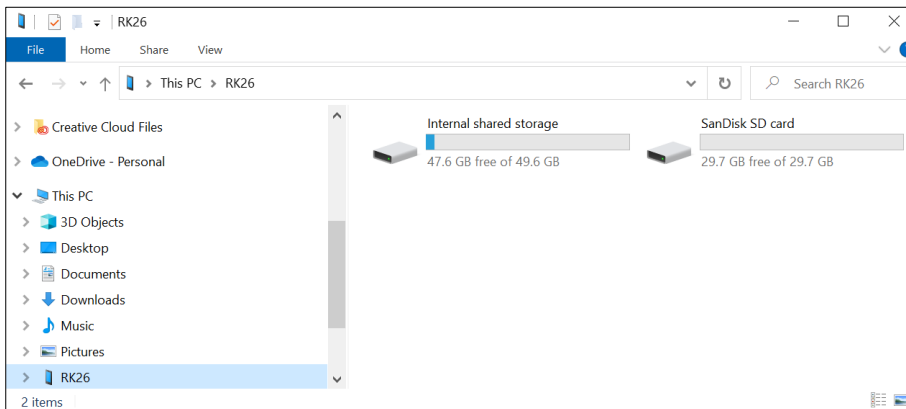 RK26
File Home Share View
This PC > RK26
Search RK26
Creative Cloud Files
OneDrive - Personal
This PC
3D Objects
Desktop
Documents
Downloads
Music
Pictures
RK26
Internal shared storage
47.6 GB free of 49.6 GB
SanDisk SD card
29.7 GB free of 29.7 GB
2 items